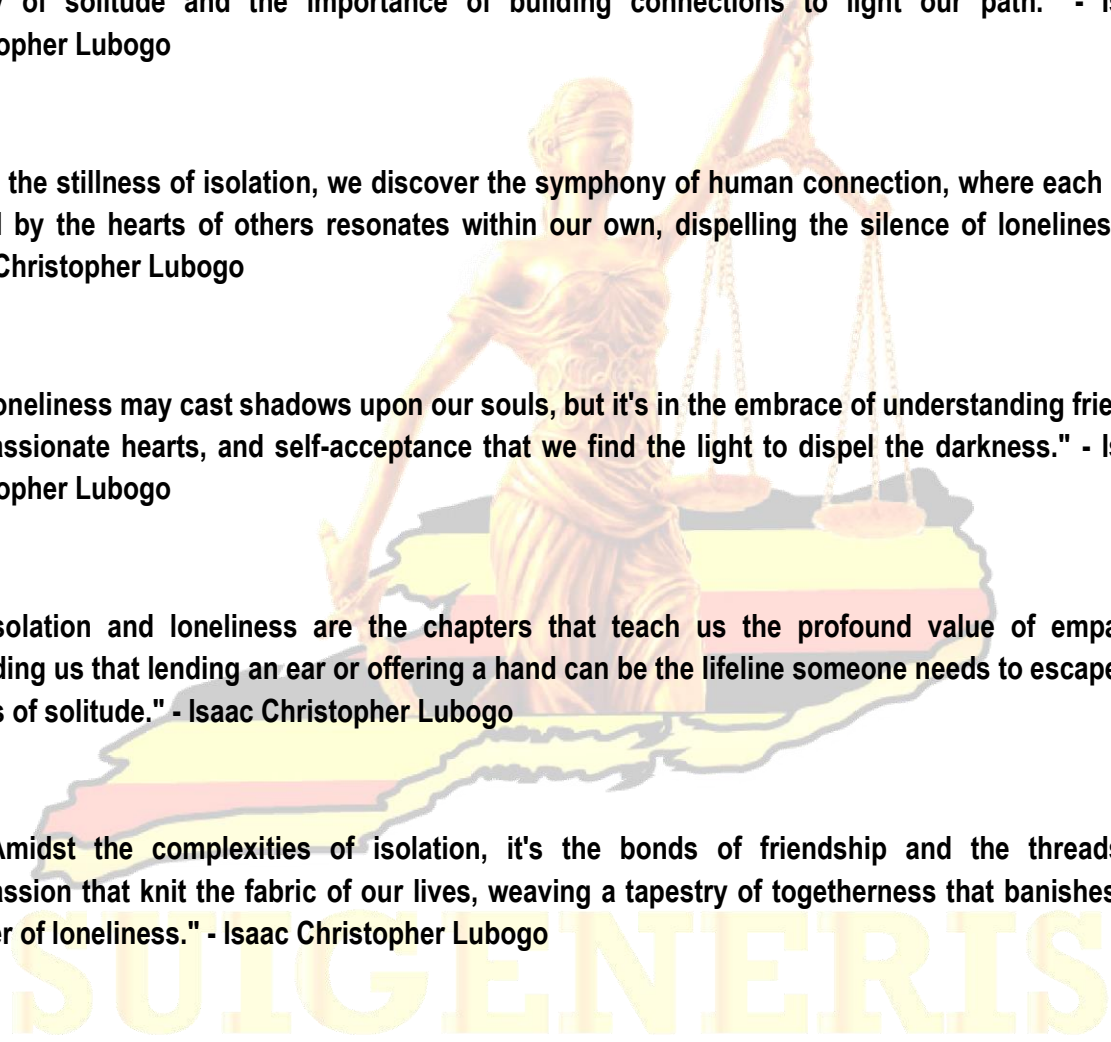 of solitude and the importance of building connections to light our path." -
opher Lubogo
the stillness of isolation, we discover the symphony of human connection, where each
by the hearts of others resonates within our own, dispelling the silence of lonelines
Christopher Lubogo
oneliness may cast shadows upon our souls, but it's in the embrace of understanding frie
assionate hearts, and self-acceptance that we find the light to dispel the darkness." - Is
opher Lubogo
solation and loneliness are the chapters that teach us the profound value of empa
ding us that lending an ear or offering a hand can be the lifeline someone needs to escape
s of solitude." - Isaac Christopher Lubogo
Amidst the complexities of isolation, it's the bonds of friendship and the threads
assion that knit the fabric of our lives, weaving a tapestry of togetherness that banishes
er of loneliness." - Isaac Christopher Lubogo
SUIGENERIS